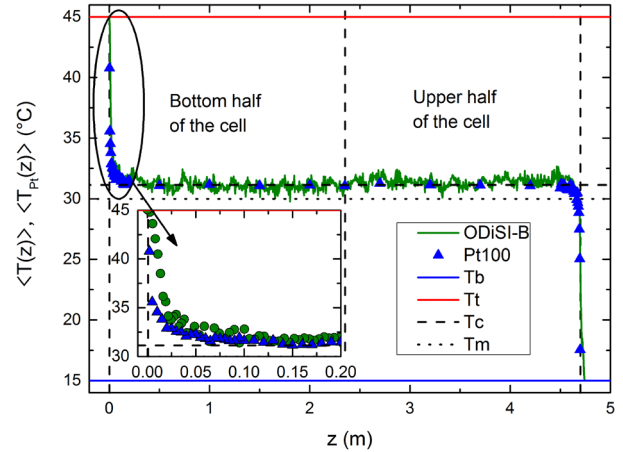 45
40
35
30
25
20
15
<T(z)>, <T_Pt(z)> (°C)
Bottom half
of the cell
Upper half
of the cell
45
40
35
30
0.00 0.05 0.10 0.15 0.20
ODiSI-B
Pt100
Tb
Tt
Tc
Tm
0 1 2 3 4 5
z (m)